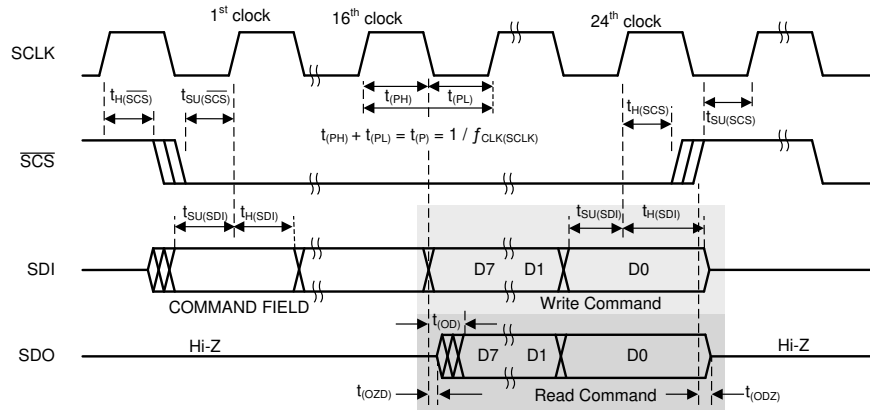 1st clock 16th clock 24th clock
SCLK
tH(SCS) tSU(SCS) t(PH) t(PL) tH(SCS) tSU(SCS)
t(PH) + t(PL) = t(P) = 1 / fCLK(SCLK)
SCS
tSU(SDI) tH(SDI) tSU(SDI) tH(SDI)
SDI D7 D1 D0
COMMAND FIELD Write Command
t(OD)
SDO Hi-Z D7 D1 D0 Hi-Z
t(OZD) Read Command t(ODZ)